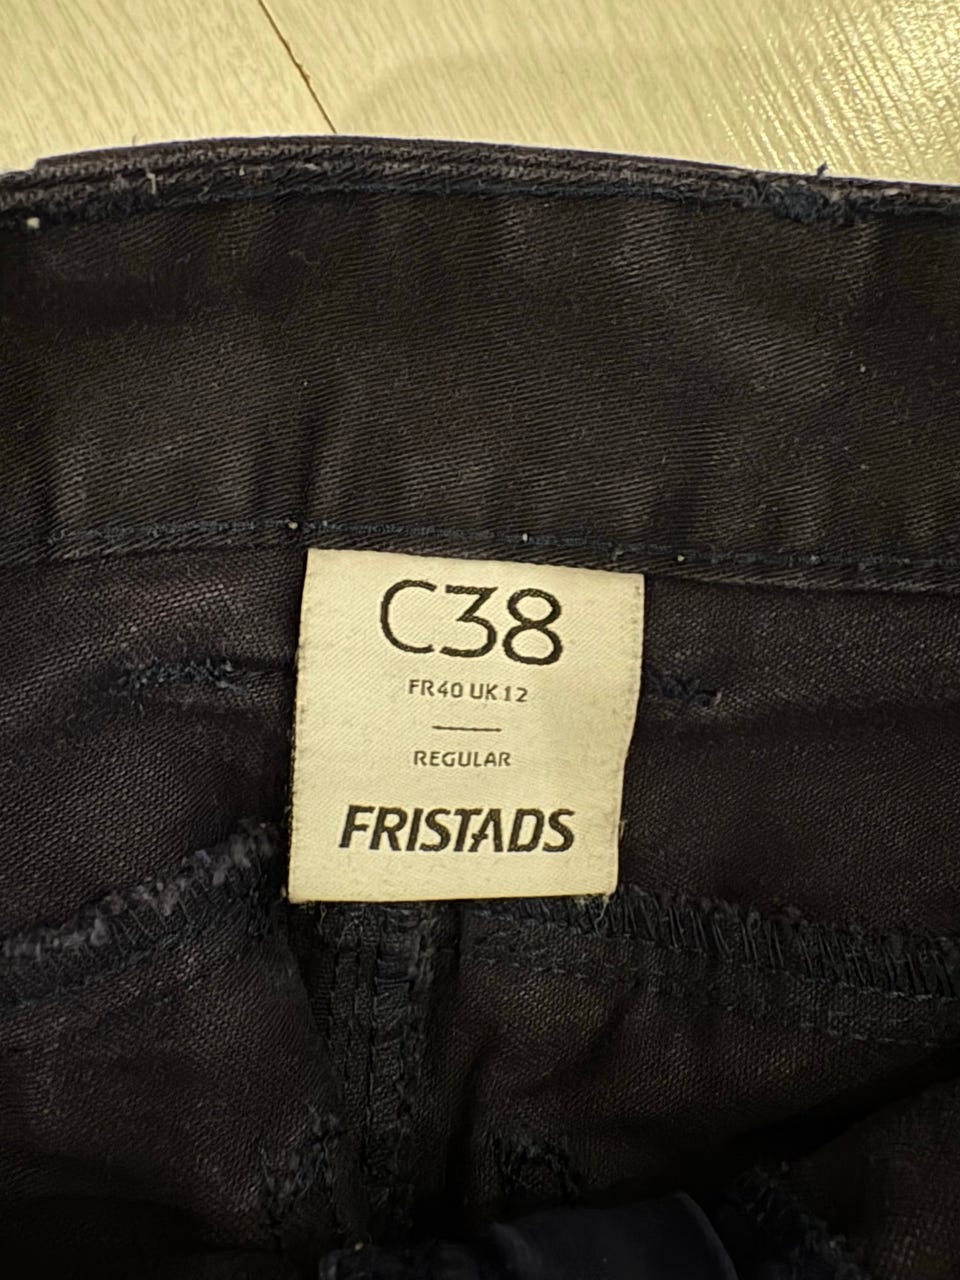 C38
FR40 UK12
REGULAR
FRISTADS